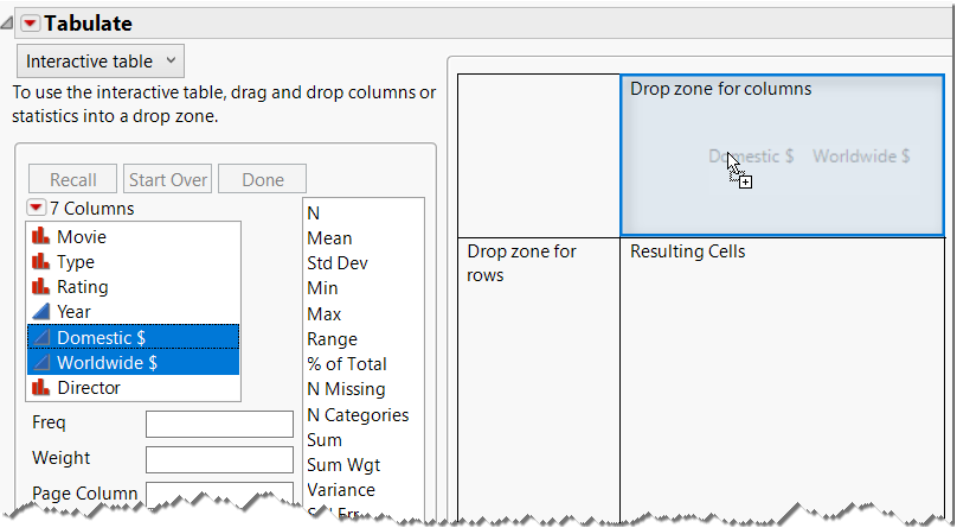 Tabulate
Interactive table
To use the interactive table, drag and drop columns or
statistics into a drop zone.
Recall
Start Over
Done
7 Columns
Movie
Type
Rating
Year
Domestic $
Worldwide $
Director
Freq
Weight
Page Column
N
Mean
Std Dev
Min
Max
Range
% of Total
N Missing
N Categories
Sum
Sum Wgt
Variance
Drop zone for columns
Domestic $ Worldwide $
Drop zone for
rows
Resulting Cells